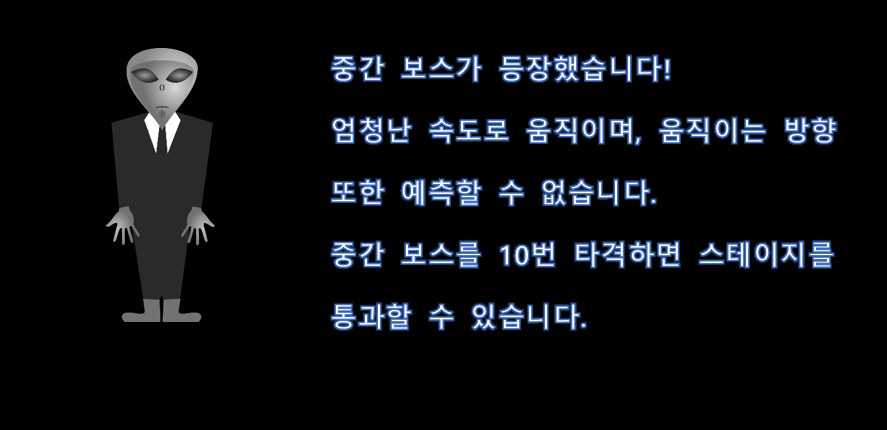 중간 보스가 등장했습니다!
엄청난 속도로 움직이며, 움직이는 방향
또한 예측할 수 없습니다.
중간 보스를 10번 타격하면 스테이지를
통과할 수 있습니다.